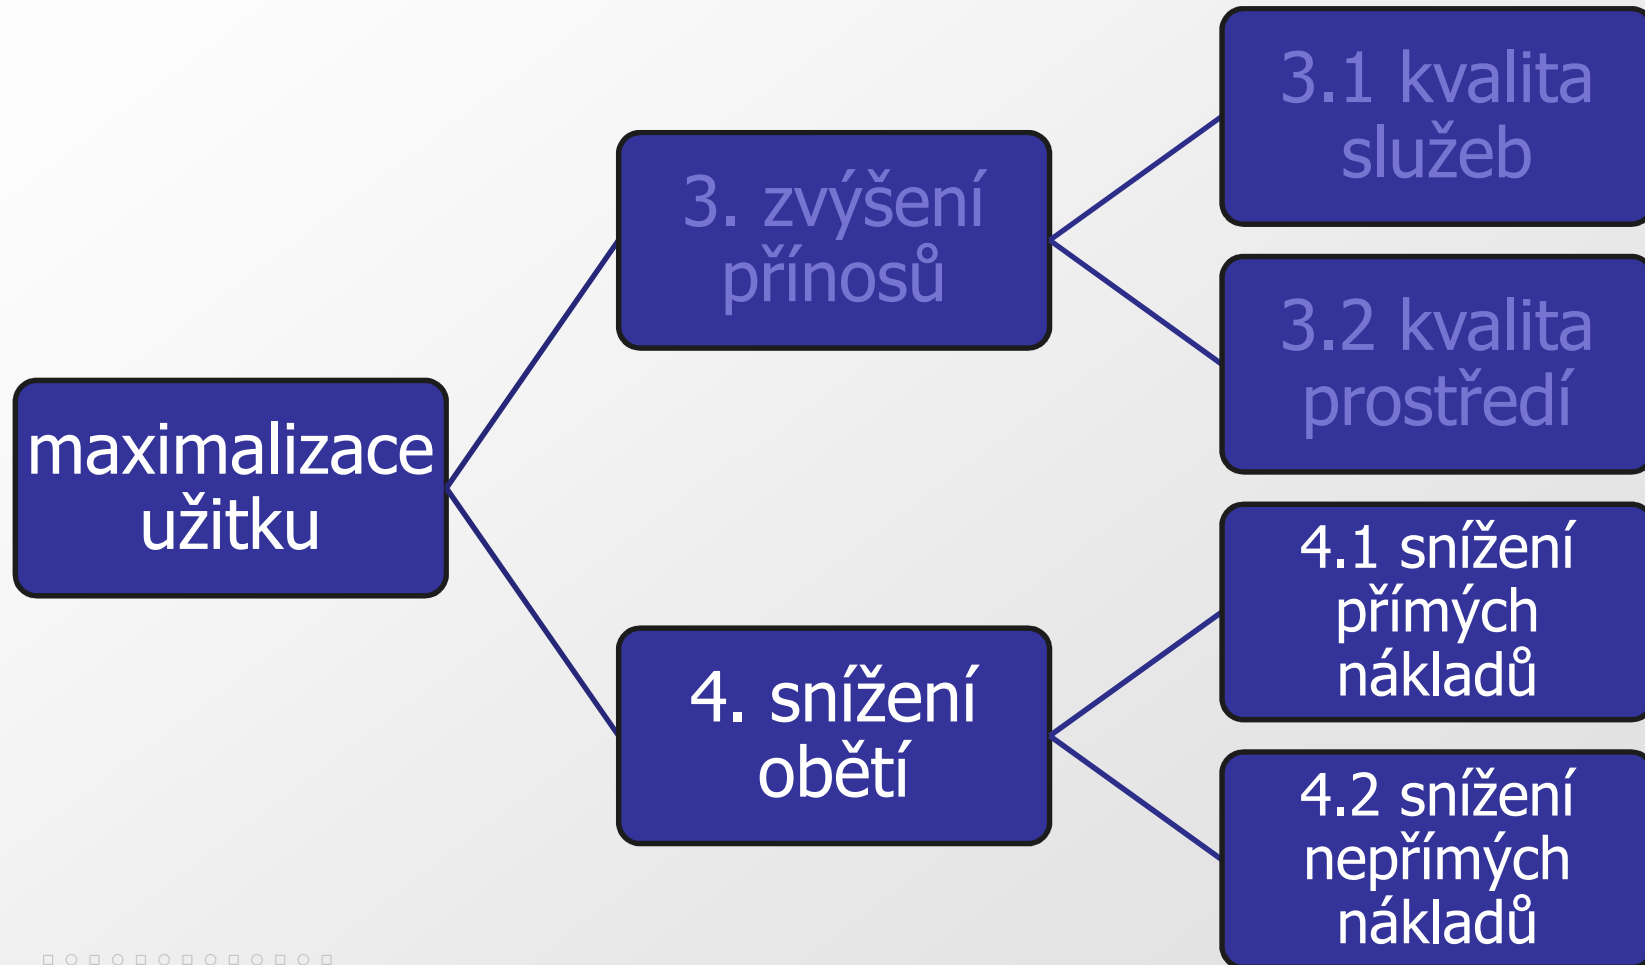 maximalizace
užitku
3. zvýšení
přínosů
3.1 kvalita
služeb
3.2 kvalita
prostředí
4. snížení
obětí
4.1 snížení
přímých
nákladů
4.2 snížení
nepřímých
nákladů